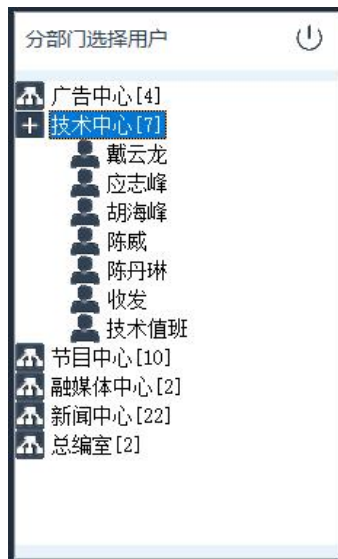 分部门选择用户
广告中心[4]
技术中心[7]
戴云龙
应志峰
胡海峰
陈威
陈丹琳
收发
技术值班
节目中心[10]
融媒体中心[2]
新闻中心[22]
总编室[2]